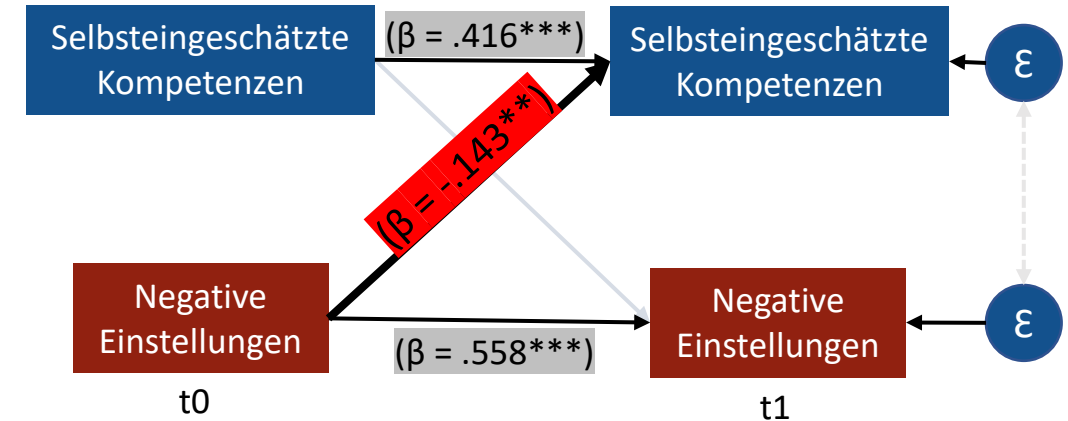 Selbsteingeschätzte
Kompetenzen
(β = .416***)
Selbsteingeschätzte
Kompetenzen
ε
(β = -.143**)
Negative
Einstellungen
(β = .558***)
Negative
Einstellungen
ε
t0
t1